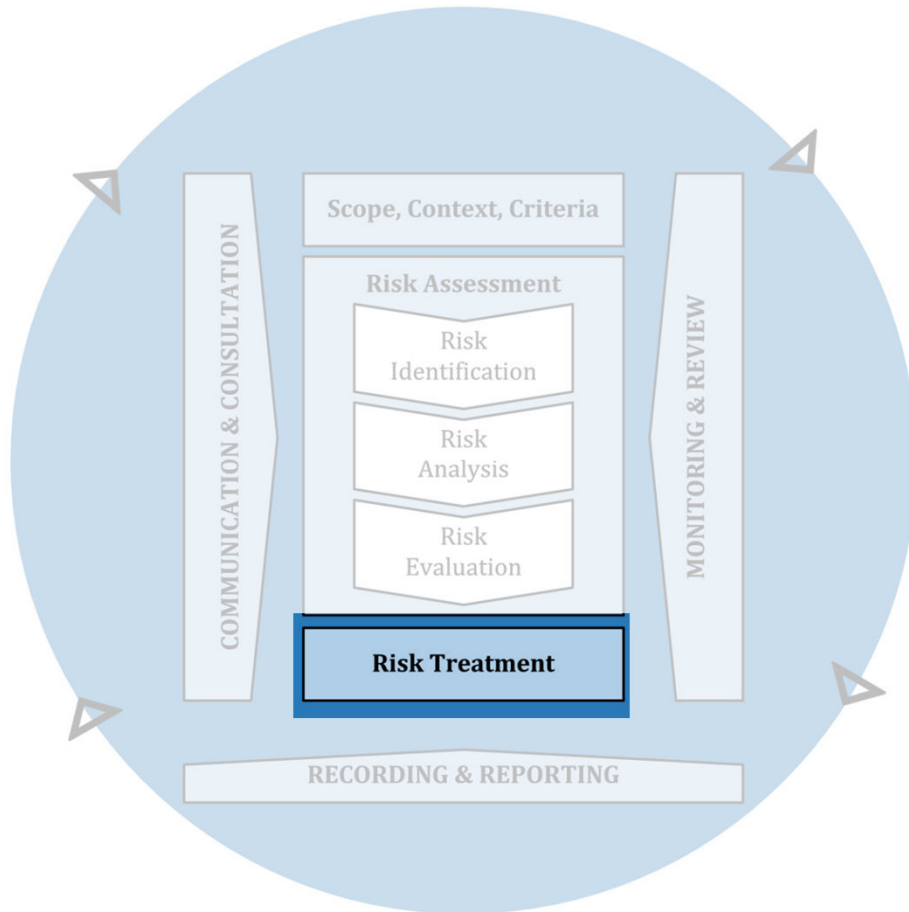 Scope, Context, Criteria
COMMUNICATION & CONSULTATION
Risk Assessment
Risk
Identification
Risk
Analysis
Risk
Evaluation
MONITORING & REVIEW
Risk Treatment
RECORDING & REPORTING